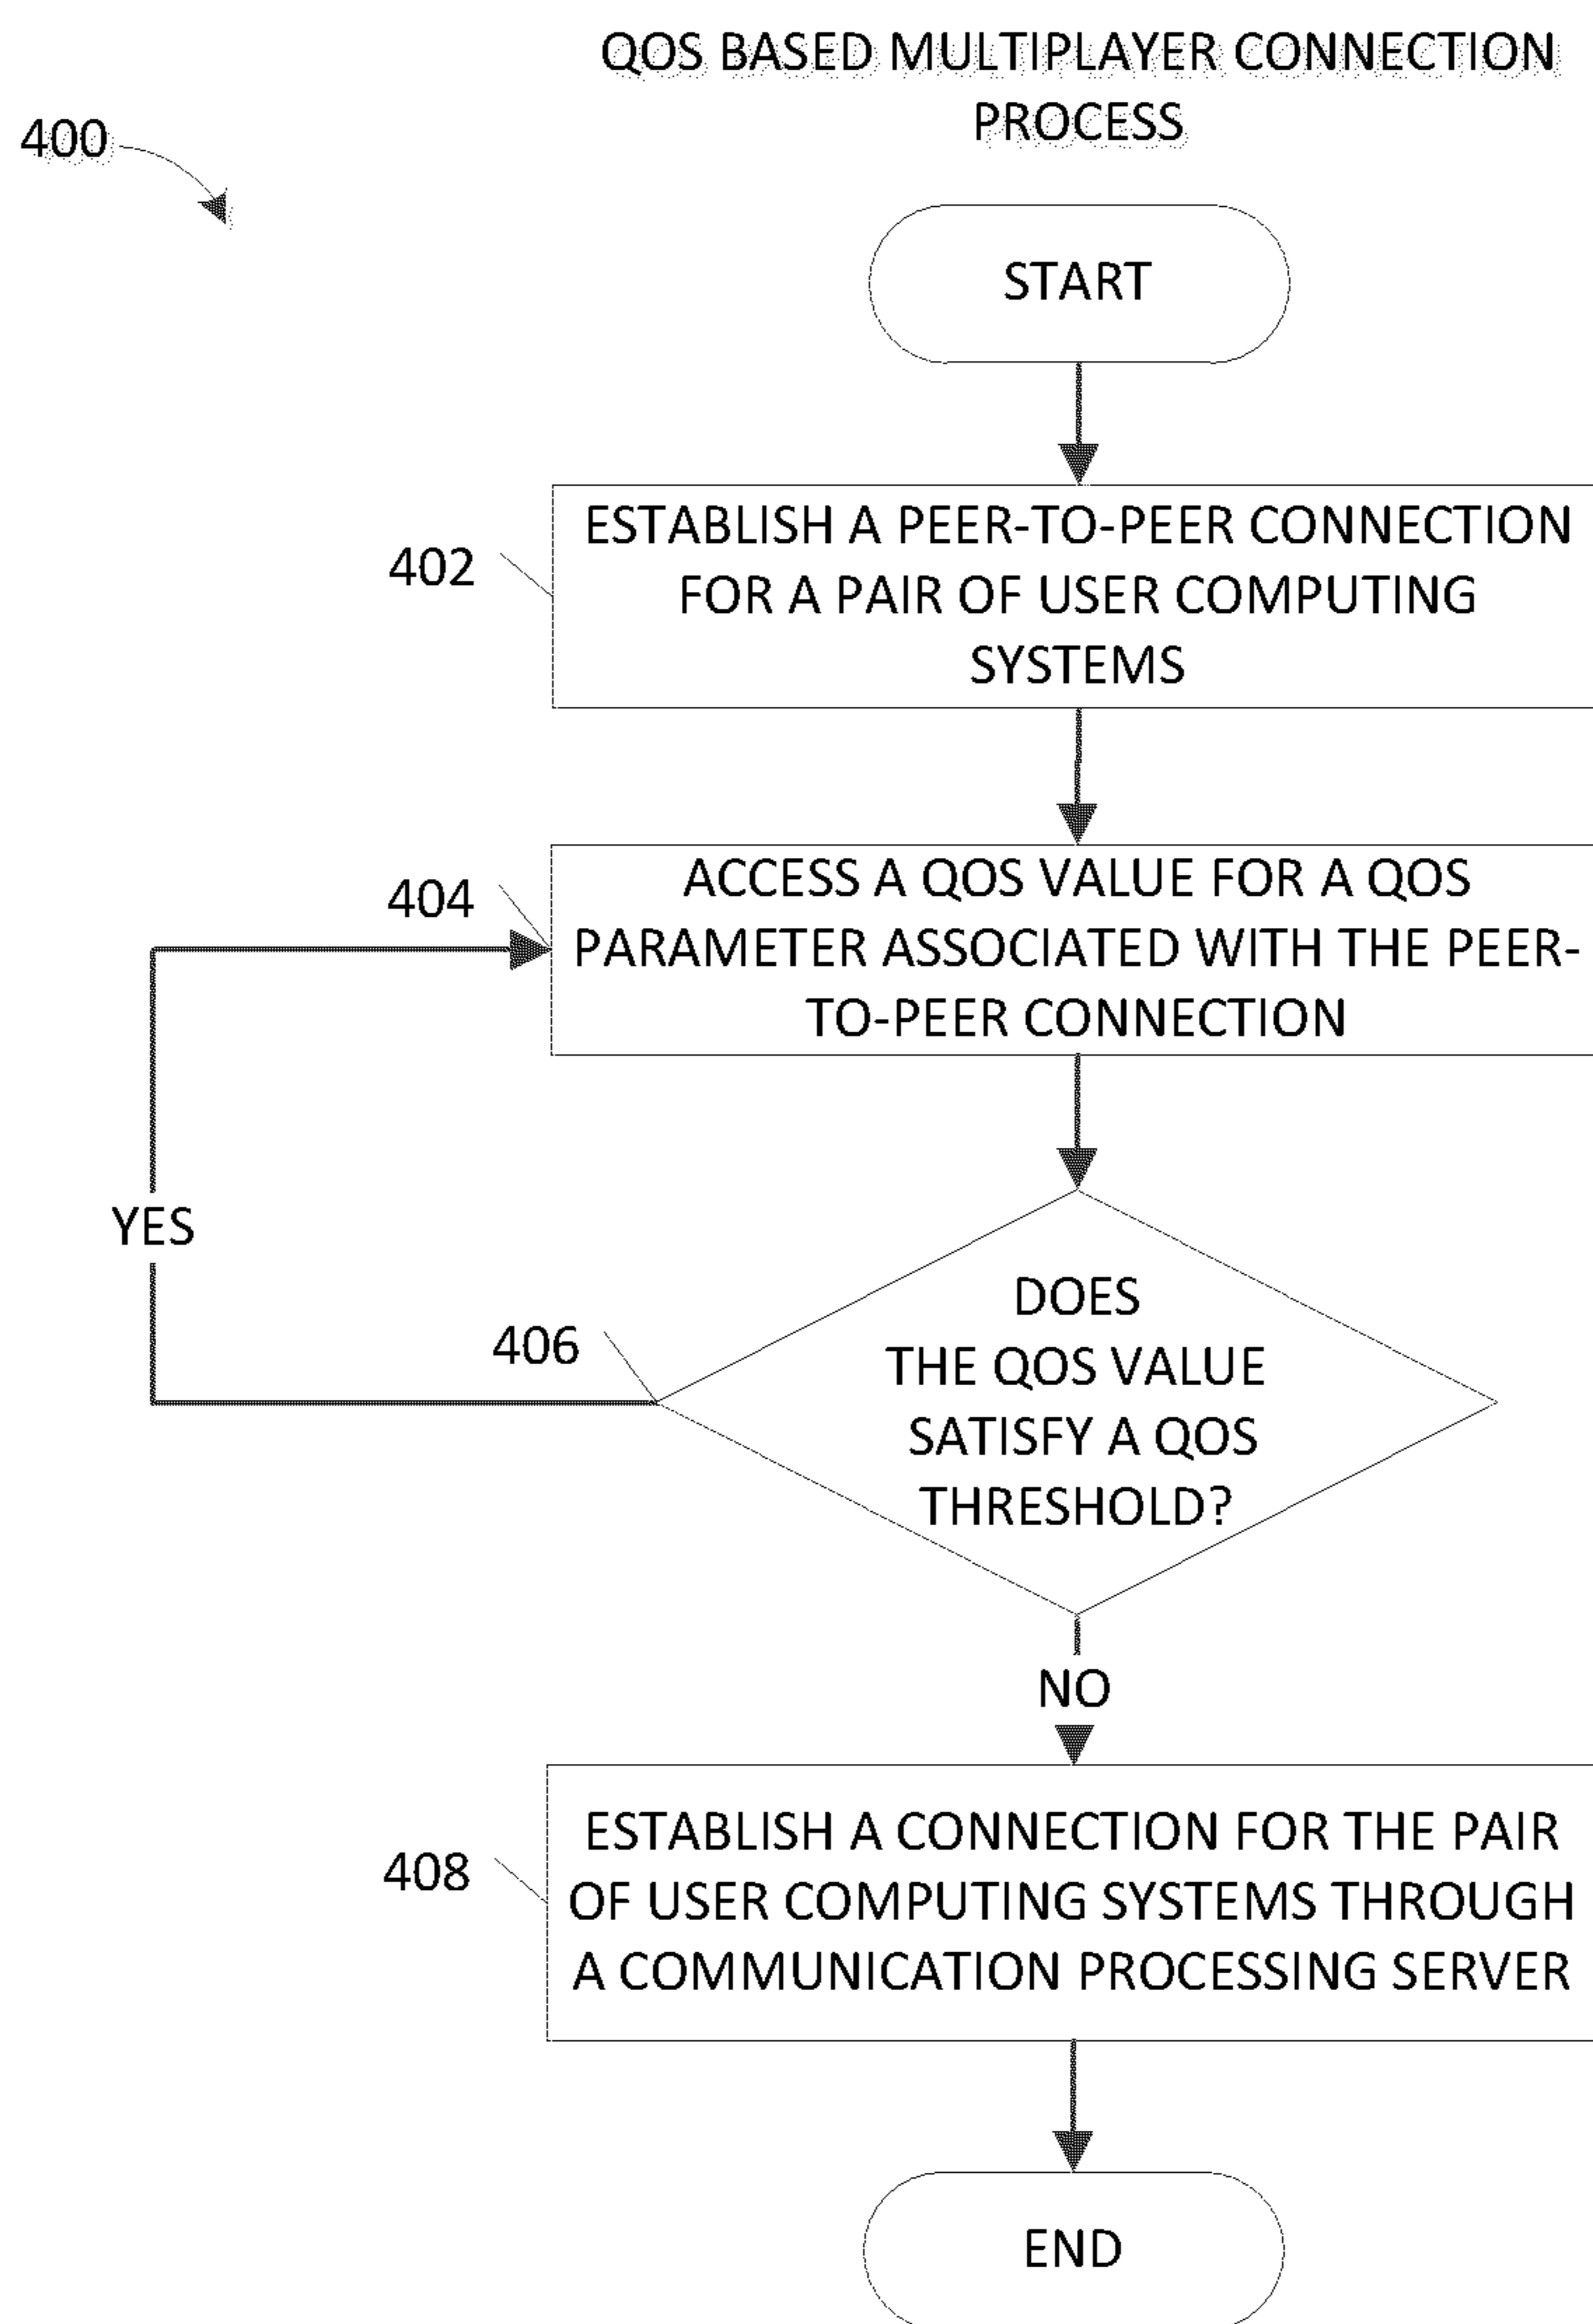 QOS BASED MULTIPLAYER CONNECTION
PROCESS
400
START
402
ESTABLISH A PEER-TO-PEER CONNECTION
FOR A PAIR OF USER COMPUTING
SYSTEMS
404
ACCESS A QOS VALUE FOR A QOS
PARAMETER ASSOCIATED WITH THE PEER-
TO-PEER CONNECTION
YES
406
DOES
THE QOS VALUE
SATISFY A QOS
THRESHOLD?
NO
408
ESTABLISH A CONNECTION FOR THE PAIR
OF USER COMPUTING SYSTEMS THROUGH
A COMMUNICATION PROCESSING SERVER
END